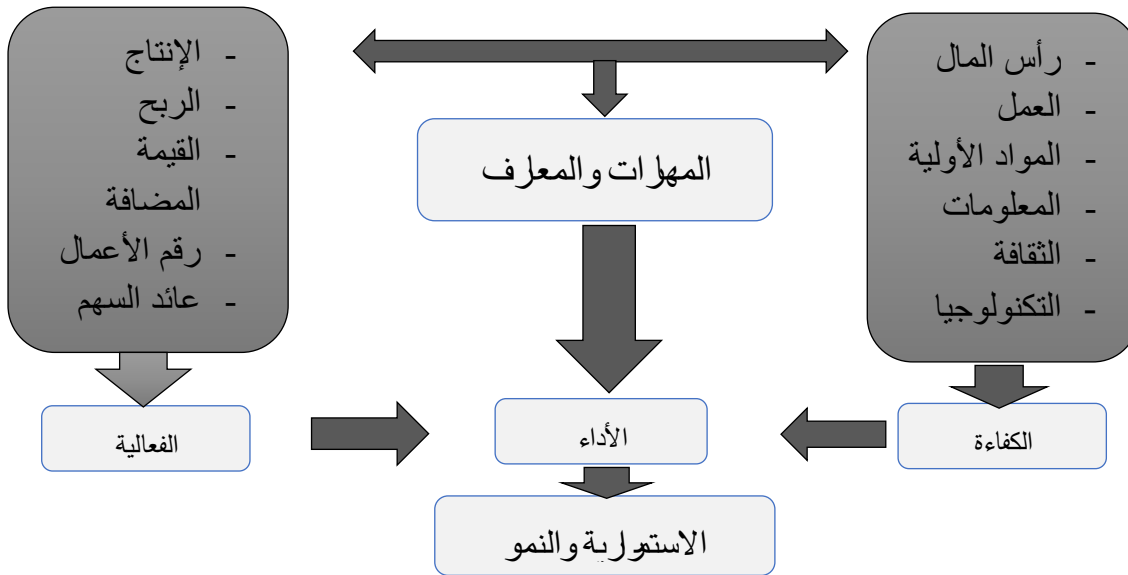 - رأس المال
- العمل
- المواد الأولية
- المعلومات
- الثقافة
- التكنولوجيا
المهارات والمعارف
- الإنتاج
- الربح
- القيمة
المضافة
- رقم الأعمال
- عائد السهم
الكفاءة
الأداء
الفعالية
الاستمرارية والنمو